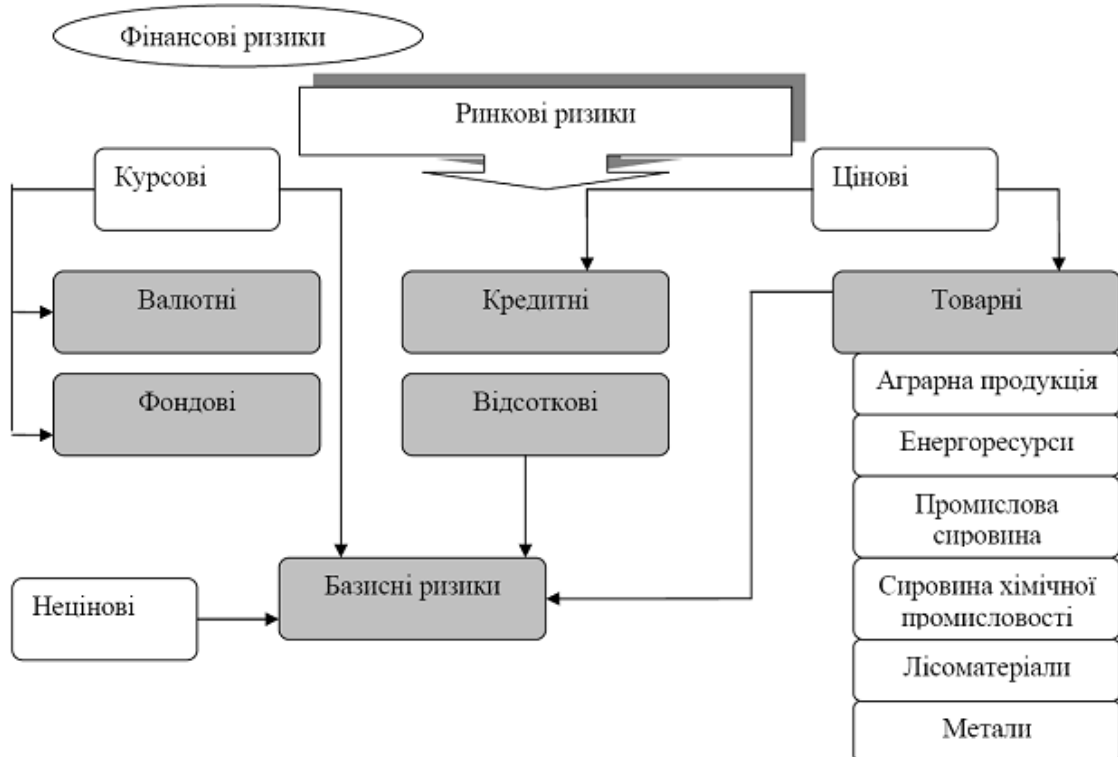 Фінансові ризики
Ринкові ризики
Курсові
Цінові
Валютні
Кредитні
Товарні
Фондові
Відсоткові
Аграрна продукція
Енергоресурси
Промислова
сировина
Базисні ризики
Нецінові
Сировина хімічної
промисловості
Лісоматеріали
Метали